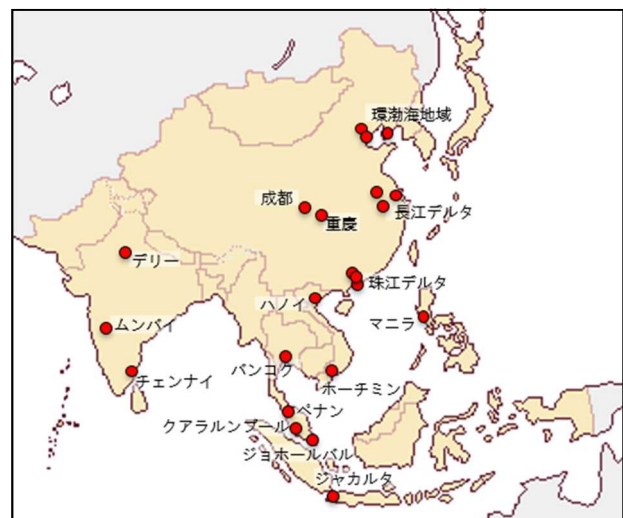 環渤海地域
成都
重慶
長江デルタ
デリー
ハノイ
珠江デルタ
ムンバイ
マニラ
チェンナイ
バンコク
ホーチミン
ペナン
クアラルンプール
ジョホールバル
ジャカルタ